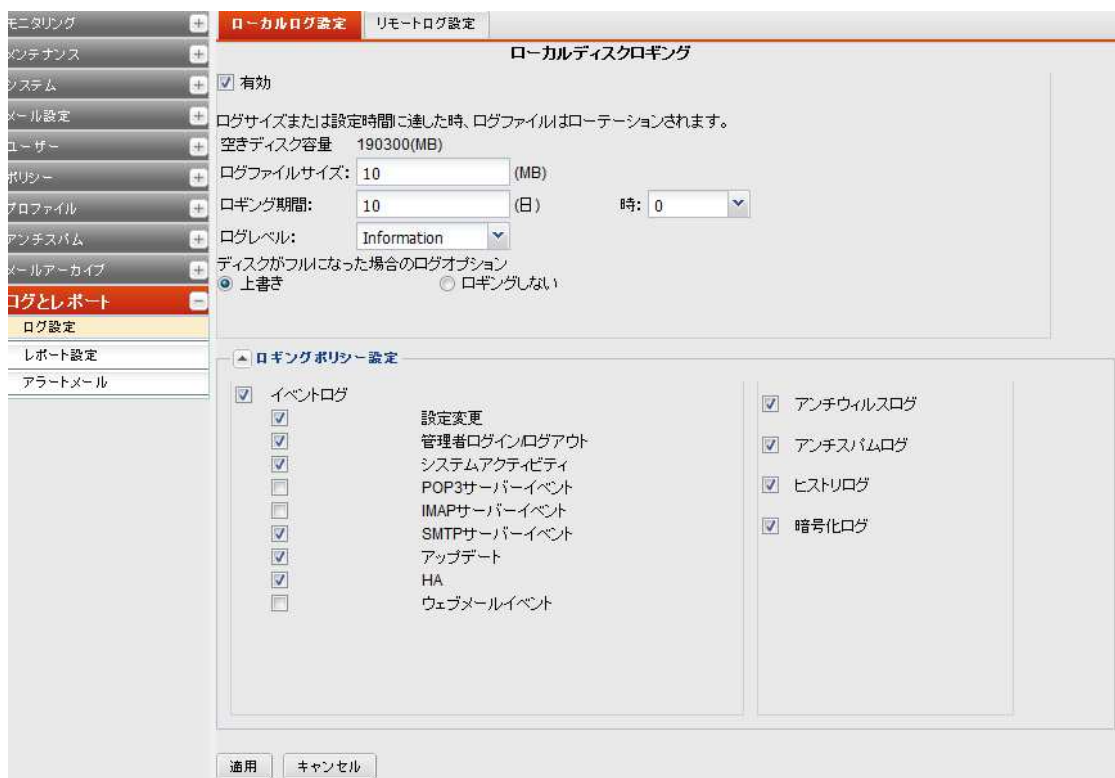 モニタリング
メンテナンス
システム
メール設定
ユーザー
ポリシー
プロファイル
アンチスパム
メールアーカイブ
ログとレポート
ログ設定
レポート設定
アラートメール
ローカルログ設定
リモートログ設定
ローカルディスクロギング
有効
ログサイズまたは設定時間に達した時、ログファイルはローテーションされます。
空きディスク容量 190300(MB)
ログファイルサイズ: 10 (MB)
ロギング期間: 10 (日) 時: 0
ログレベル: Information
ディスクがフルになった場合のログオプション
上書き ロギングしない
ロギングポリシー設定
イベントログ
設定変更
管理者ログイン/ログアウト
システムアクティビティ
POP3サーバーイベント
IMAPサーバーイベント
SMTPサーバーイベント
アップデート
HA
ウェブメールイベント
アンチウィルスログ
アンチスパムログ
ヒストリログ
暗号化ログ
適用 キャンセル